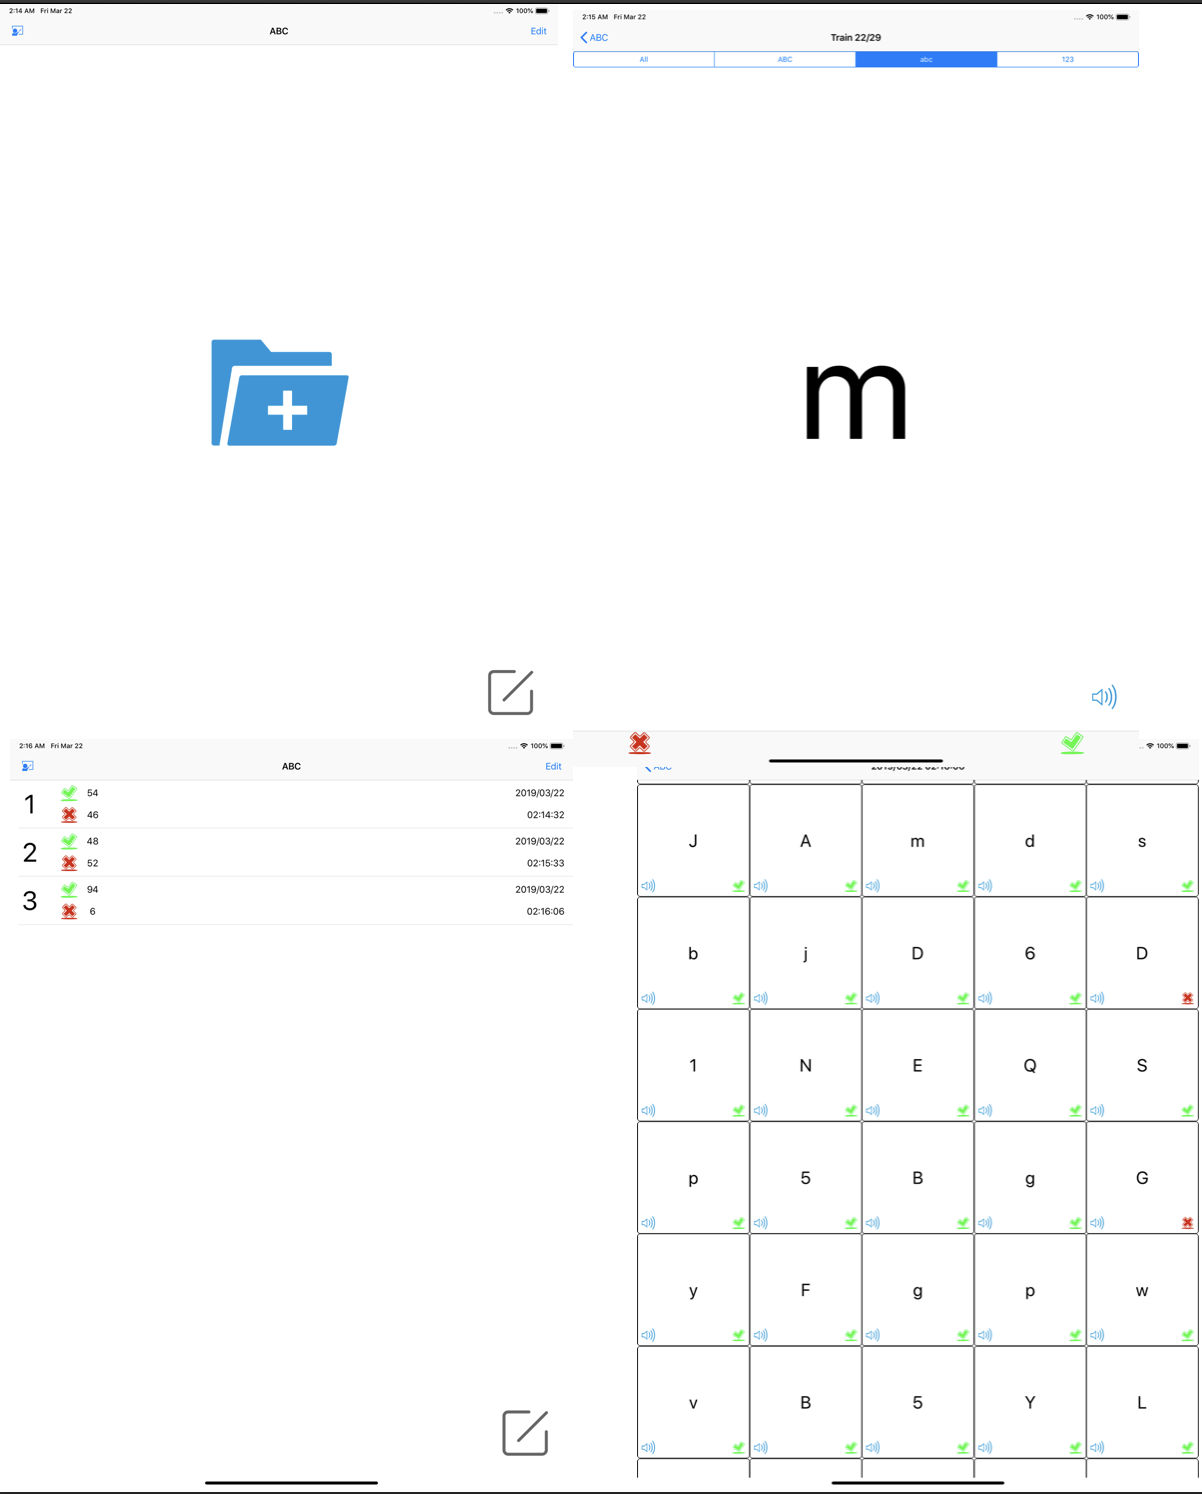 2:14 AM Fri Mar 22
100%
ABC
Edit
2:15 AM Fri Mar 22
100%
ABC
Train 22/29
All ABC abc 123
m
2:16 AM Fri Mar 22
100%
ABC
Edit
1 54 2019/03/22
46 02:14:32
2 48 2019/03/22
52 02:15:33
3 94 2019/03/22
6 02:16:06
100%
J A m d s
b j D 6 D
1 N E Q S
p 5 B g G
y F g p w
v B 5 Y L